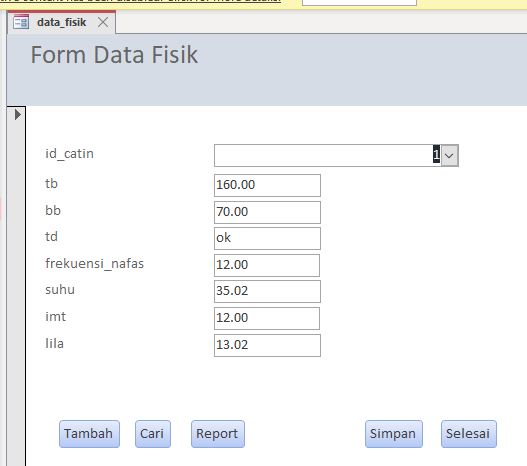 data_fisik
Form Data Fisik
id_catin 1
tb 160.00
bb 70.00
td ok
frekuensi_nafas 12.00
suhu 35.02
imt 12.00
lila 13.02
Tambah Cari Report Simpan Selesai